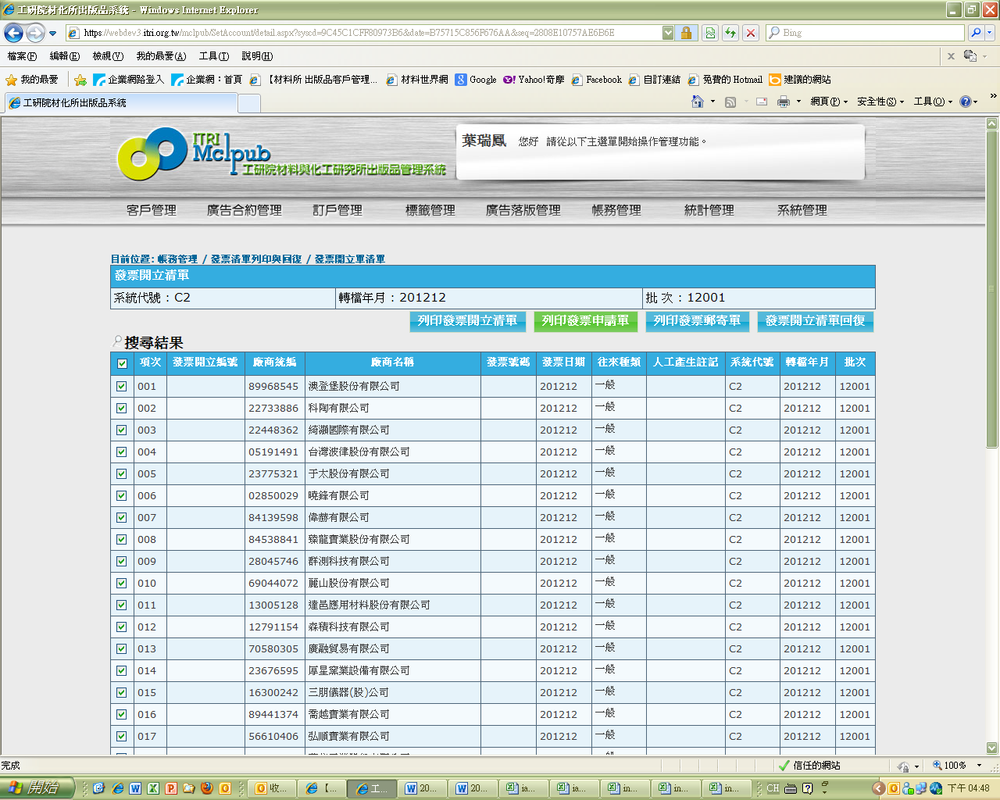 工研院材化所出版品系統 - Windows Internet Explorer
https://webdev3.itri.org.tw/mclpub/SetAccount/detail.aspx?syscd=9C45C1CFF80973B6&date=B75715C856F676AA&seq=2808E10757AE6B6E
Bing
檔案(F) 編輯(E) 檢視(V) 我的最愛(A) 工具(T) 說明(H)
我的最愛 企業網路登入 企業網：首頁 【材料所 出版品客戶管理... 材料世界網 Google Yahoo!奇摩 Facebook 自訂連結 免費的 Hotmail 建議的網站
工研院材化所出版品系統 網頁(P) 安全性(S) 工具(O)
ITRI
Mclpub
工研院材料與化工研究所出版品管理系統
葉瑞鳳 您好 請從以下主選單開始操作管理功能。
客戶管理 廣告合約管理 訂戶管理 標籤管理 廣告落版管理 帳務管理 統計管理 系統管理
目前位置: 帳務管理 / 發票清單列印與回復 / 發票開立單清單
發票開立清單
系統代號：C2 轉檔年月：201212 批 次：12001
列印發票開立清單 列印發票申請單 列印發票郵寄單 發票開立清單回復
搜尋結果
項次 發票開立編號 廠商統編 廠商名稱 發票號碼 發票日期 往來種類 人工產生註記 系統代號 轉檔年月 批次
001 89968545 澳登堡股份有限公司 201212 一般 C2 201212 12001
002 22733886 科陶有限公司 201212 一般 C2 201212 12001
003 22448362 綺灝國際有限公司 201212 一般 C2 201212 12001
004 05191491 台灣波律股份有限公司 201212 一般 C2 201212 12001
005 23775321 于太股份有限公司 201212 一般 C2 201212 12001
006 02850029 曉鋒有限公司 201212 一般 C2 201212 12001
007 84139598 偉赫有限公司 201212 一般 C2 201212 12001
008 84538841 臻龍實業股份有限公司 201212 一般 C2 201212 12001
009 28045746 群測科技有限公司 201212 一般 C2 201212 12001
010 69044072 麗山股份有限公司 201212 一般 C2 201212 12001
011 13005128 達邑應用材料股份有限公司 201212 一般 C2 201212 12001
012 12791154 森積科技有限公司 201212 一般 C2 201212 12001
013 70580305 廣融貿易有限公司 201212 一般 C2 201212 12001
014 23676595 厚星窯業設備有限公司 201212 一般 C2 201212 12001
015 16300242 三朋儀器(股)公司 201212 一般 C2 201212 12001
016 89441374 喬越實業有限公司 201212 一般 C2 201212 12001
017 56610406 弘順實業有限公司 201212 一般 C2 201212 12001
完成 信任的網站 100%
開始 收... 【... 工... 20... 20... ia... ia... in... in... in... CH 下午 04:48